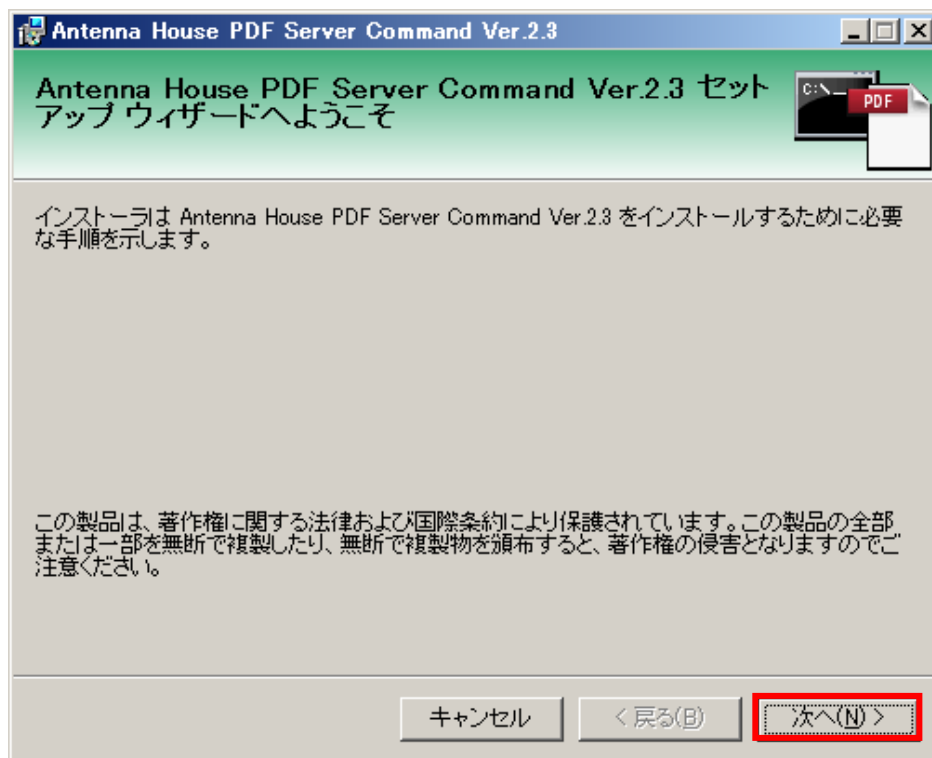 Antenna House PDF Server Command Ver.2.3
Antenna House PDF Server Command Ver.2.3 セット
アップ ウィザードへようこそ
C:\_
PDF
インストーラは Antenna House PDF Server Command Ver.2.3 をインストールするために必要
な手順を示します。
この製品は、著作権に関する法律および国際条約により保護されています。この製品の全部
または一部を無断で複製したり、無断で複製物を頒布すると、著作権の侵害となりますのでご
注意ください。
キャンセル
< 戻る(B)
次へ(N) >